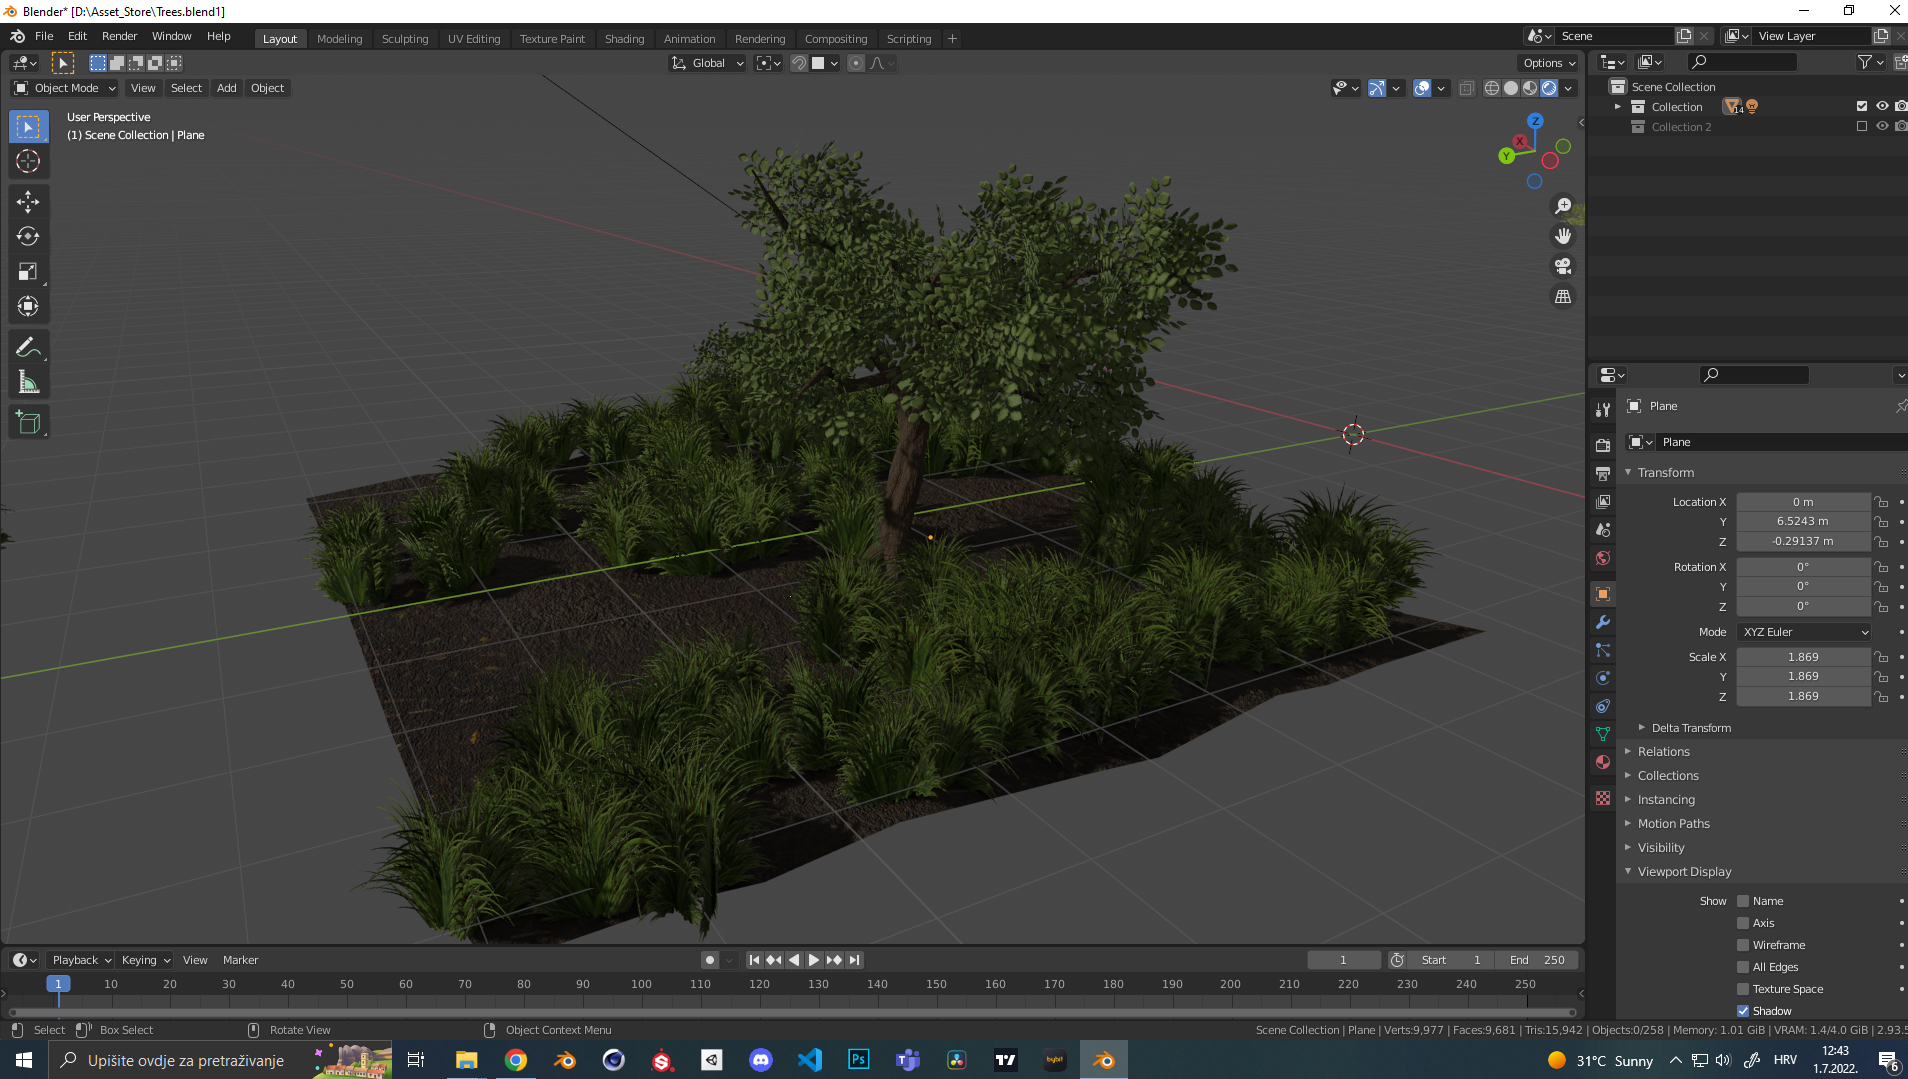 Blender* [D:\Asset_Store\Trees.blend1]
File Edit Render Window Help Layout Modeling Sculpting UV Editing Texture Paint Shading Animation Rendering Compositing Scripting + Scene View Layer
Global Options
Object Mode View Select Add Object
User Perspective
(1) Scene Collection | Plane
Z
X
Y
Scene Collection
Collection 14
Collection 2
Plane
Plane
Transform
Location X 0 m
Y 6.5243 m
Z -0.29137 m
Rotation X 0°
Y 0°
Z 0°
Mode XYZ Euler
Scale X 1.869
Y 1.869
Z 1.869
Delta Transform
Relations
Collections
Instancing
Motion Paths
Visibility
Viewport Display
Show Name
Axis
Wireframe
All Edges
Texture Space
Shadow
Playback Keying View Marker 1 Start 1 End 250
1 10 20 30 40 50 60 70 80 90 100 110 120 130 140 150 160 170 180 190 200 210 220 230 240 250
Select Box Select Rotate View Object Context Menu Scene Collection | Plane | Verts:9,977 | Faces:9,681 | Tris:15,942 | Objects:0/258 | Memory: 1.01 GiB | VRAM: 1.4/4.0 GiB | 2.93.5
Upišite ovdje za pretraživanje Ps bybit 31°C Sunny HRV 12:43
1.7.2022. 6